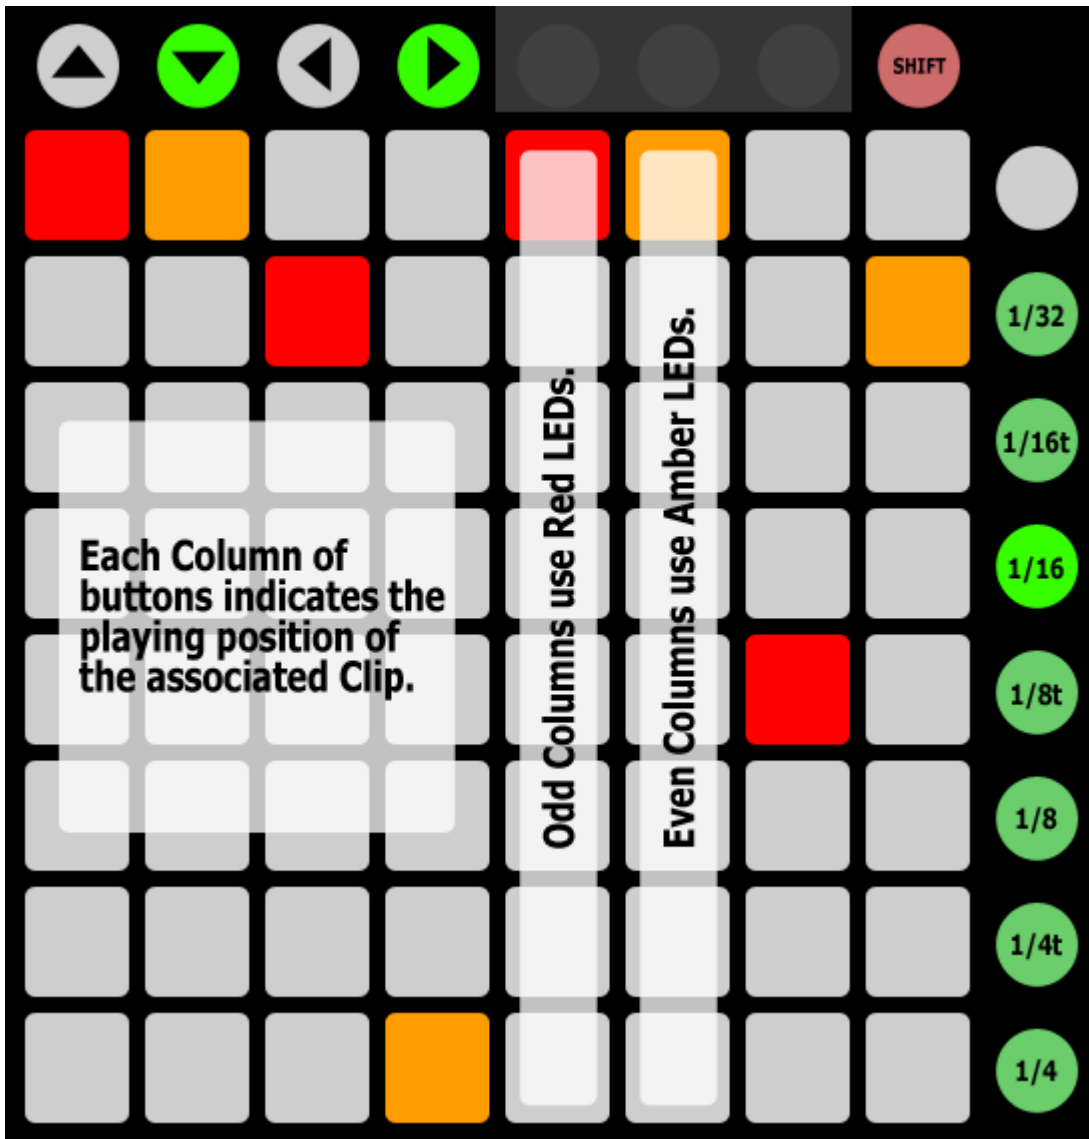 SHIFT
1/32
1/16t
1/16
1/8t
1/8
1/4t
1/4
Each Column of
buttons indicates the
playing position of
the associated Clip.
Odd Columns use Red LEDs.
Even Columns use Amber LEDs.